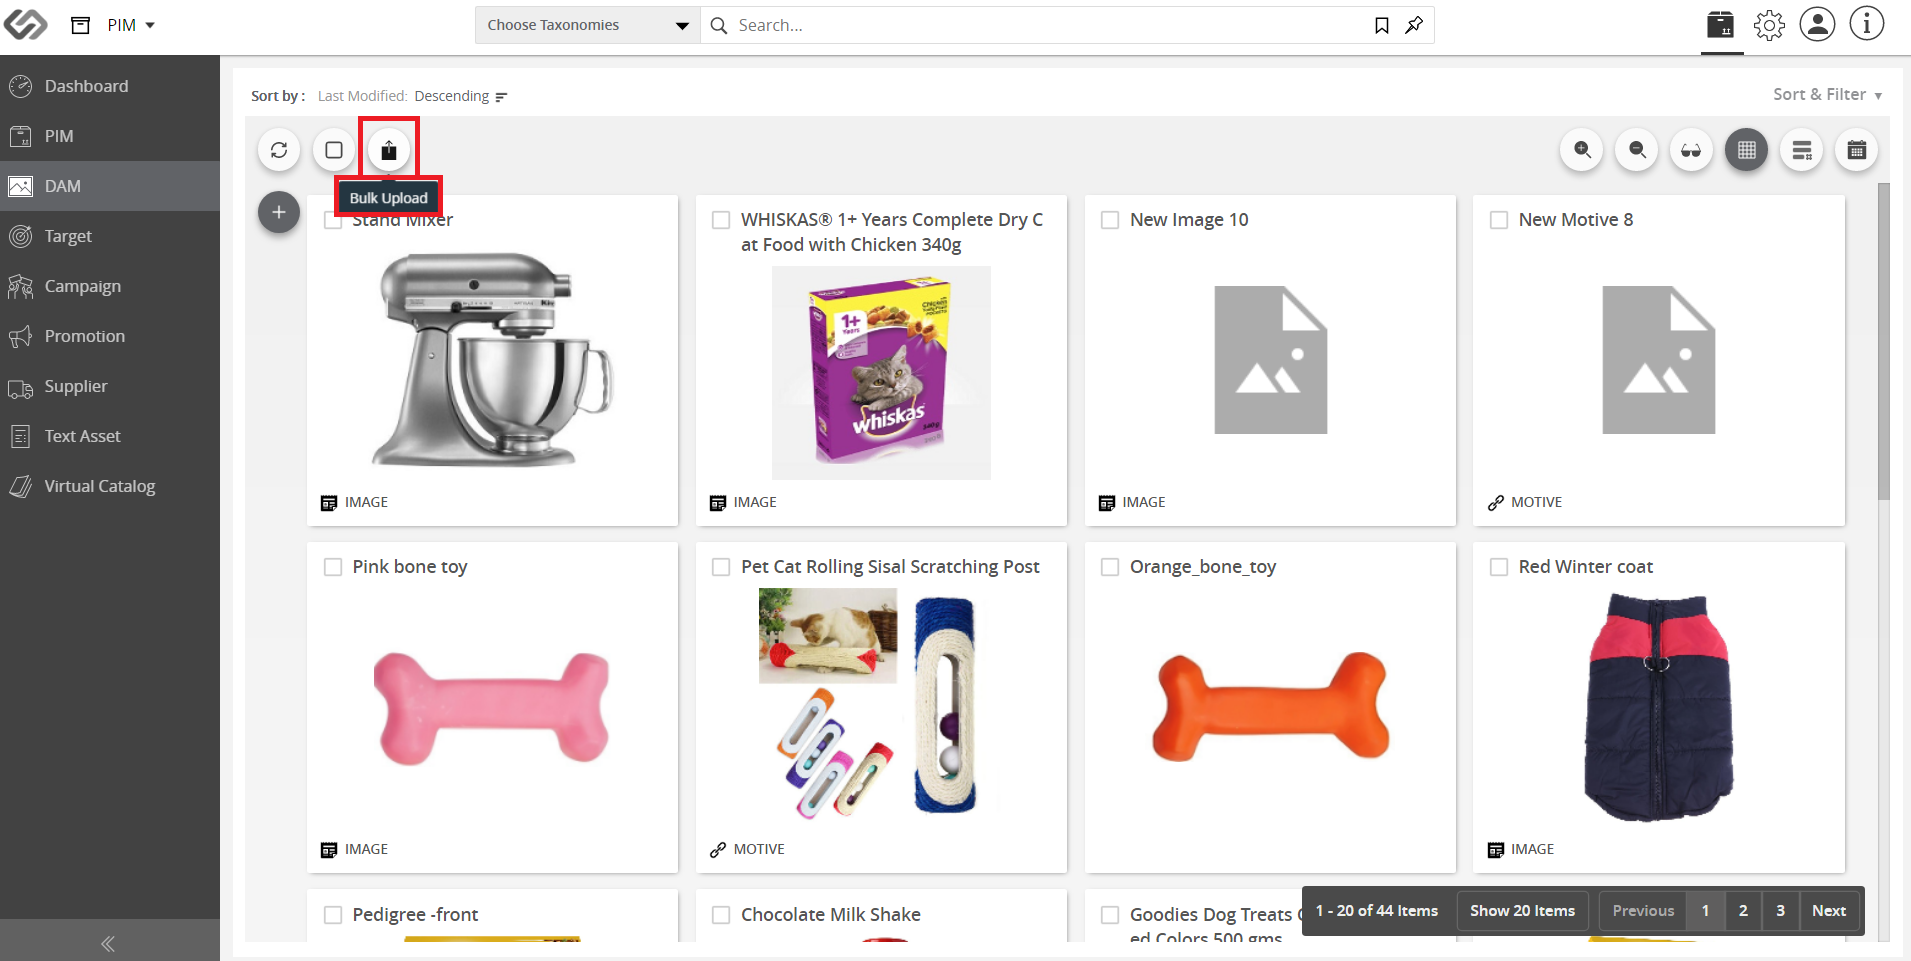 PIM
Choose Taxonomies
Search...
Dashboard
PIM
DAM
Target
Campaign
Promotion
Supplier
Text Asset
Virtual Catalog
Sort by : Last Modified: Descending
Sort & Filter
Bulk Upload
Stand Mixer
WHISKAS® 1+ Years Complete Dry C
at Food with Chicken 340g
New Image 10
New Motive 8
1+
Years
Chicken
whiskas
340g
IMAGE
IMAGE
IMAGE
MOTIVE
Pink bone toy
Pet Cat Rolling Sisal Scratching Post
Orange_bone_toy
Red Winter coat
IMAGE
MOTIVE
IMAGE
Pedigree -front
Chocolate Milk Shake
Goodies Dog Treats
ed Colors 500 gms
1 - 20 of 44 Items
Show 20 Items
Previous
1
2
3
Next